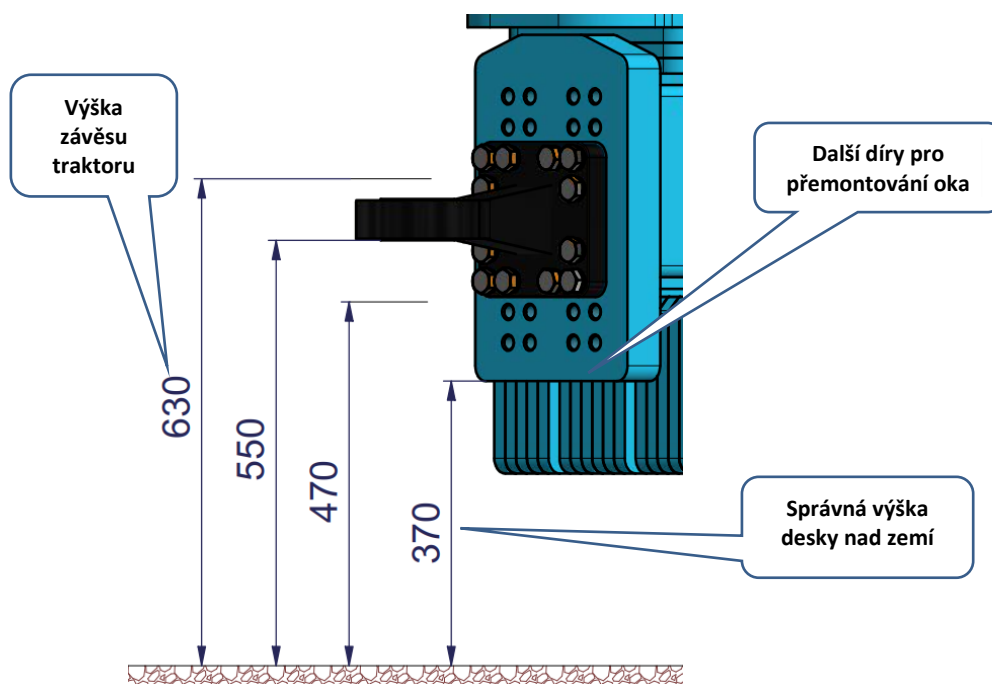 Výška
závěsu
traktoru
Další díry pro
přemontování oka
630
550
470
370
Správná výška
desky nad zemí